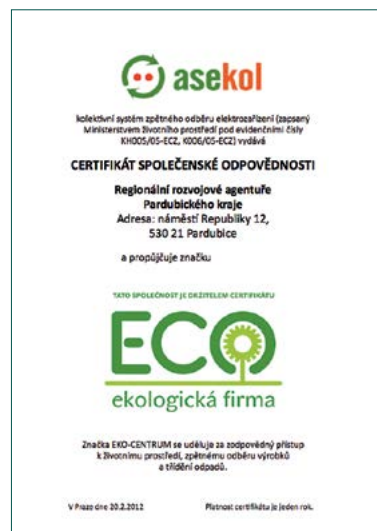 asekol
kolektivní systém zpětného odběru elektrozařízení (zapsaný
Ministerstvem životního prostředí pod evidenčními čísly
KH005/05-ECZ, K006/06-ECZ) vydává
CERTIFIKÁT SPOLEČENSKÉ ODPOVĚDNOSTI
Regionální rozvojové agentuře
Pardubického kraje
Adresa: náměstí Republiky 12,
530 21 Pardubice
a propůjčuje značku
TATO SPOLEČNOST JE DRŽITELEM CERTIFIKÁTU
ECO
ekologická firma
Značka EKO-CENTRUM se uděluje za zodpovědný přístup
k životnímu prostředí, zpětnému odběru výrobků
a třídění odpadů.
V Praze dne 20.2.2012
Platnost certifikátu je jeden rok.